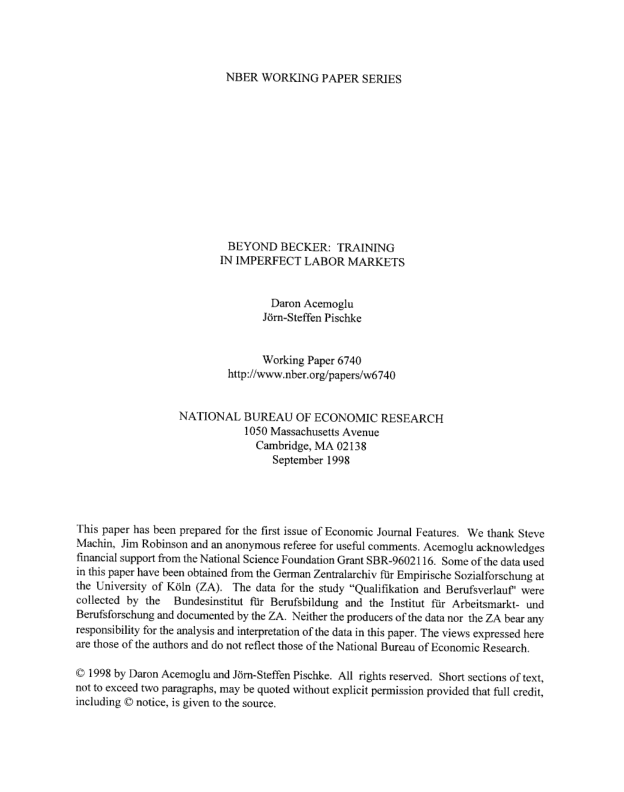 NBER WORKING PAPER SERIES
BEYOND BECKER: TRAINING
IN IMPERFECT LABOR MARKETS
Daron Acemoglu
Jörn-Steffen Pischke
Working Paper 6740
http://www.nber.org/papers/w6740
NATIONAL BUREAU OF ECONOMIC RESEARCH
1050 Massachusetts Avenue
Cambridge, MA 02138
September 1998
This paper has been prepared for the first issue of Economic Journal Features. We thank Steve
Machin, Jim Robinson and an anonymous referee for useful comments. Acemoglu acknowledges
financial support from the National Science Foundation Grant SBR-9602116. Some of the data used
in this paper have been obtained from the German Zentralarchiv für Empirische Sozialforschung at
the University of Köln (ZA). The data for the study "Qualifikation und Berufsverlauf" were
collected by the Bundesinstitut für Berufsbildung and the Institut für Arbeitsmarkt- und
Berufsforschung and documented by the ZA. Neither the producers of the data nor the ZA bear any
responsibility for the analysis and interpretation of the data in this paper. The views expressed here
are those of the authors and do not reflect those of the National Bureau of Economic Research.
© 1998 by Daron Acemoglu and Jörn-Steffen Pischke. All rights reserved. Short sections of text,
not to exceed two paragraphs, may be quoted without explicit permission provided that full credit,
including © notice, is given to the source.